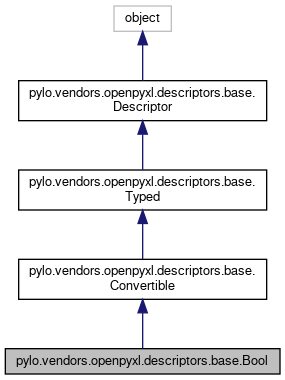 object
pylo.vendors.openpyxl.descriptors.base.
Descriptor
pylo.vendors.openpyxl.descriptors.base.
Typed
pylo.vendors.openpyxl.descriptors.base.
Convertible
pylo.vendors.openpyxl.descriptors.base.Bool